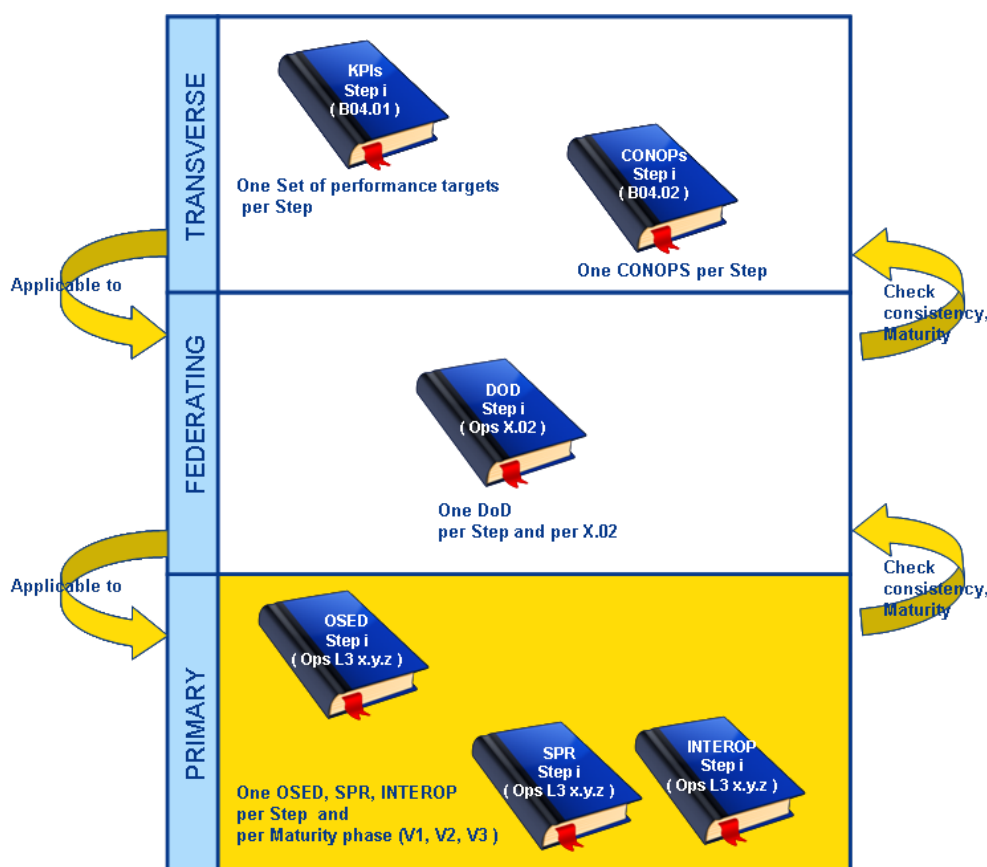 TRANSVERSE
KPIs
Step i
( B04.01 )
One Set of performance targets
per Step
CONOPs
Step i
( B04.02 )
One CONOPS per Step
Applicable to
Check
consistency,
Maturity
FEDERATING
DOD
Step i
( Ops X.02 )
One DoD
per Step and per X.02
Applicable to
Check
consistency,
Maturity
PRIMARY
OSED
Step i
( Ops L3 x.y.z )
SPR
Step i
( Ops L3 x.y.z )
INTEROP
Step i
( Ops L3 x.y.z )
One OSED, SPR, INTEROP
per Step and
per Maturity phase (V1, V2, V3 )